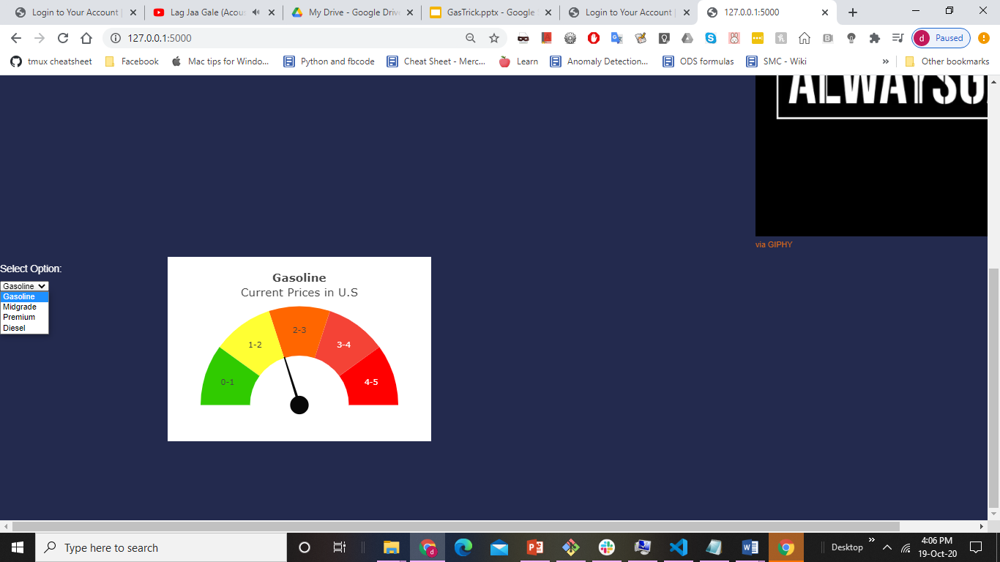 Login to Your Account
Lag Jaa Gale (Acous
My Drive - Google Drive
GasTrick.pptx - Google
Login to Your Account
127.0.0.1:5000
127.0.0.1:5000
d Paused
tmux cheatsheet
Facebook
Mac tips for Windo...
Python and fbcode
Cheat Sheet - Merc...
Learn
Anomaly Detection...
ODS formulas
SMC - Wiki
»
Other bookmarks
ALWAYSG
via GIPHY
Select Option:
Gasoline
Gasoline
Midgrade
Premium
Diesel
Gasoline
Current Prices in U.S
0-1
1-2
2-3
3-4
4-5
Type here to search
Desktop
»
4:06 PM
19-Oct-20